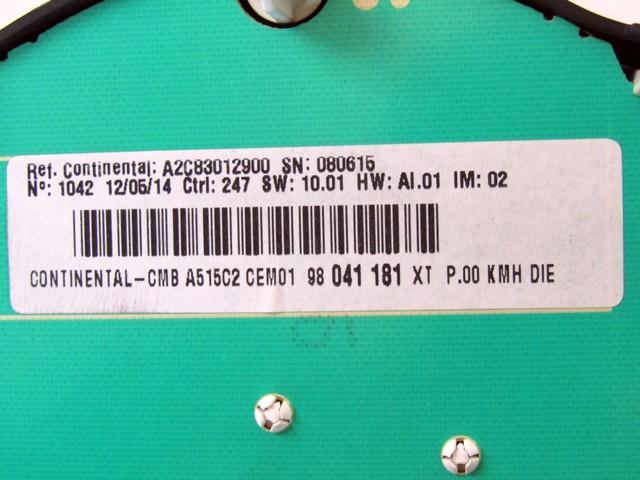 Ref. Continental: A2C83012900 SN: 080615
Nº: 1042 12/05/14 Ctrl: 247 SW: 10.01 HW: AI.01 IM: 02
CONTINENTAL-CMB A515C2 CEM01 98 041 181 XT P.00 KMH DIE